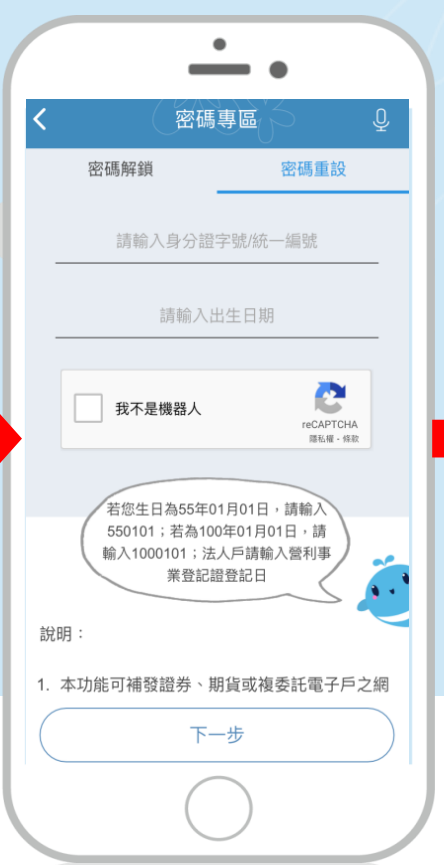 密碼專區
密碼解鎖
密碼重設
請輸入身分證字號/統一編號
請輸入出生日期
我不是機器人
reCAPTCHA
隱私權 - 條款
若您生日為55年01月01日，請輸入
550101；若為100年01月01日，請
輸入1000101；法人戶請輸入營利事
業登記證登記日
說明：
1. 本功能可補發證券、期貨或複委託電子戶之網
下一步